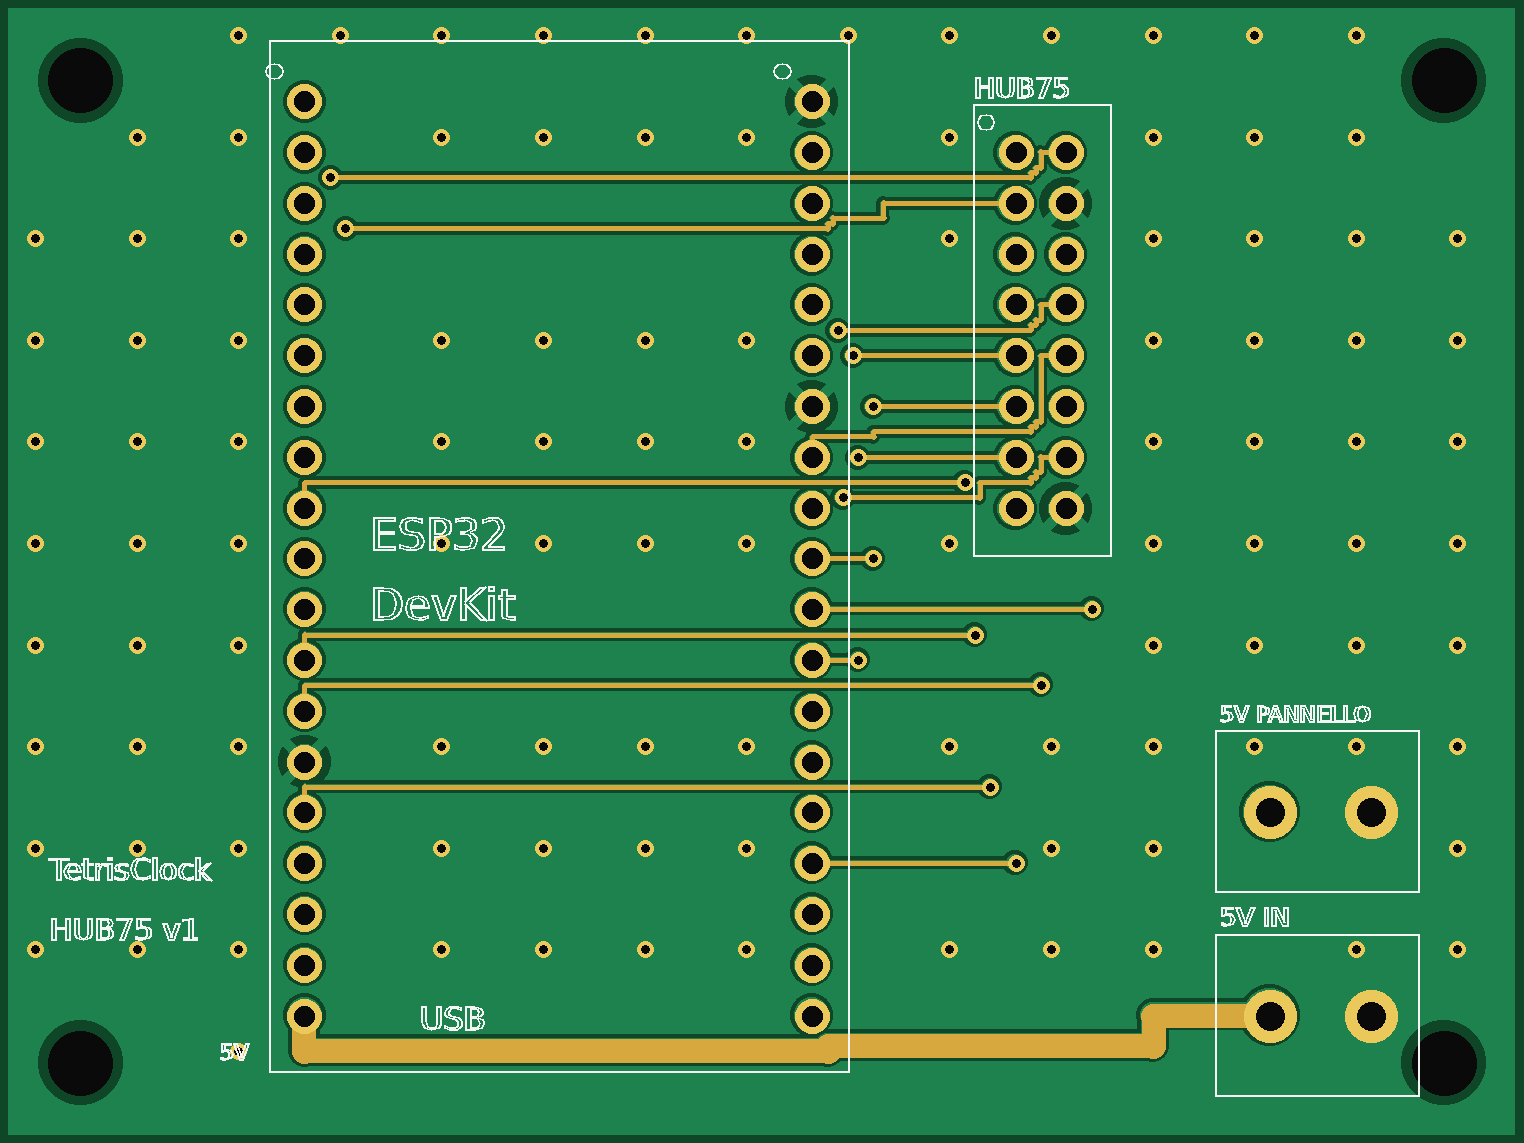 HUB75
ESP32
DevKit
5V PANNELLO
TetrisClock
5V IN
HUB75 v1
USB
5V